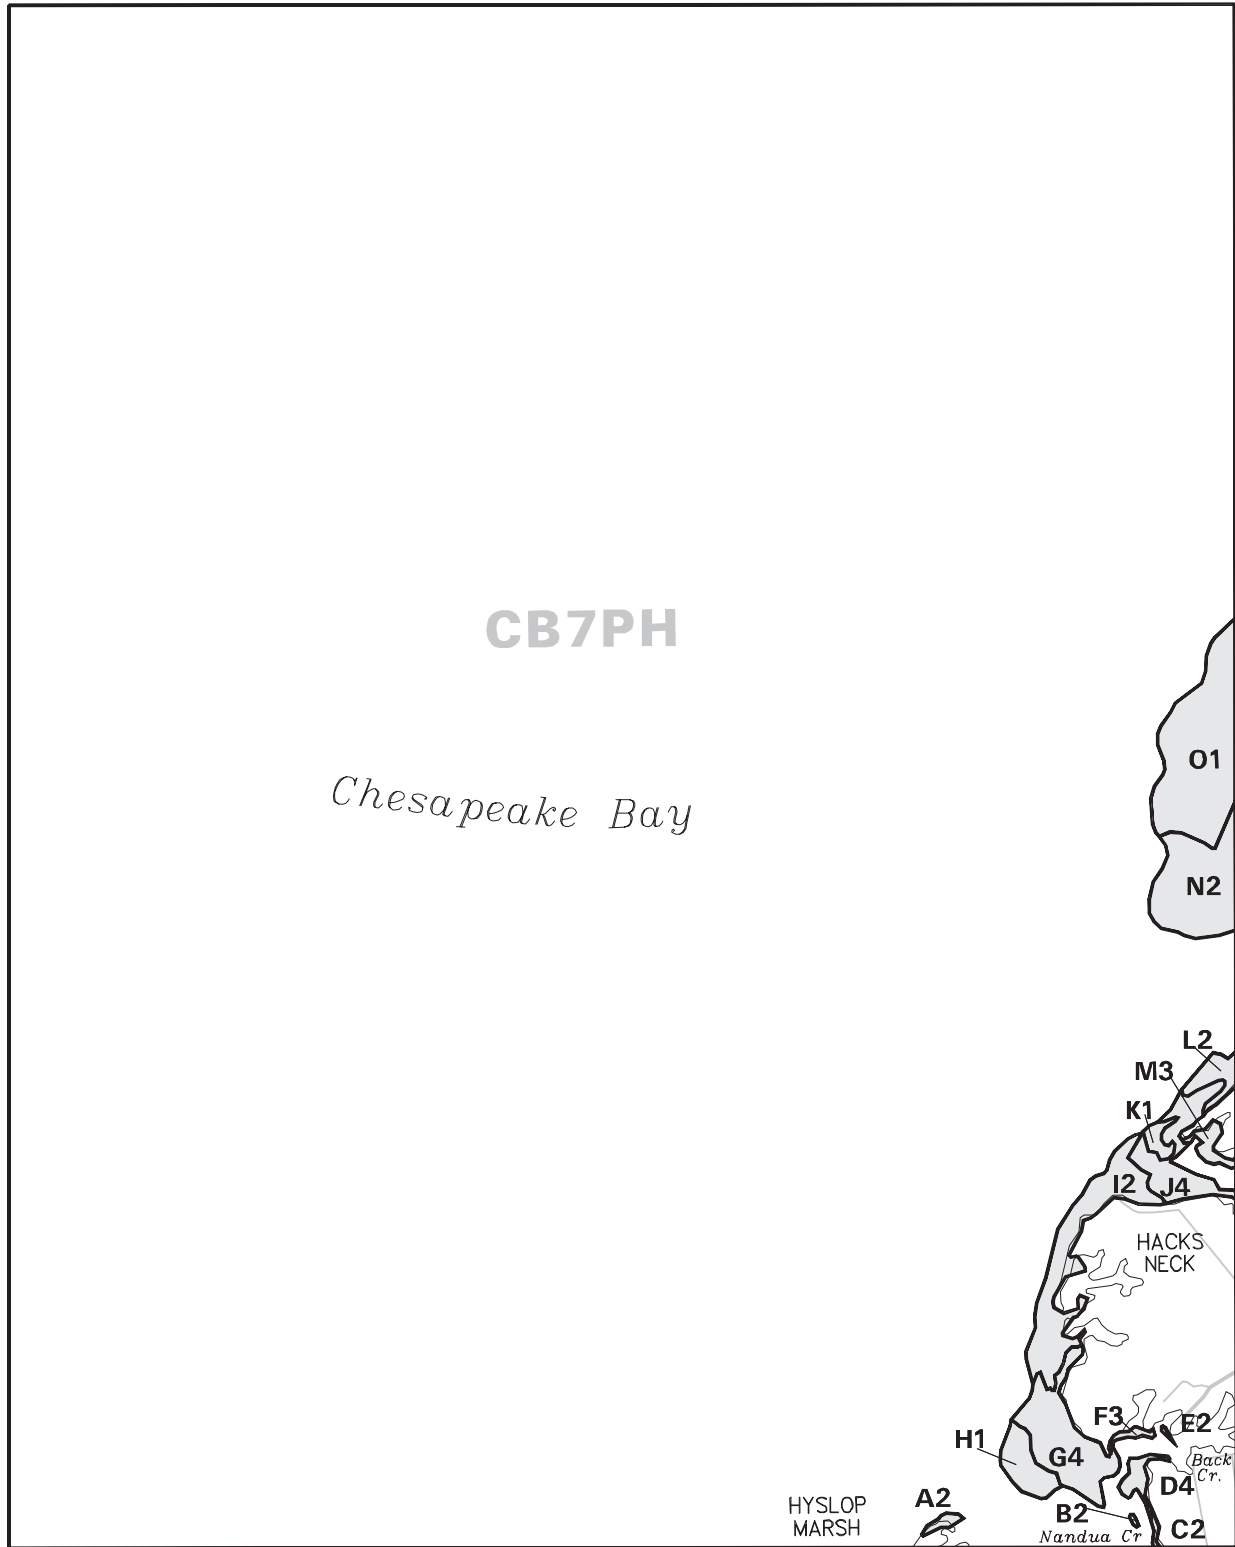 CB7PH
O1
Chesapeake Bay
N2
L2
M3
K1
I2
J4
HACKS
NECK
F3
E2
H1
G4
Back
Cr.
D4
A2
HYSLOP
MARSH
B2
C2
Nandua Cr